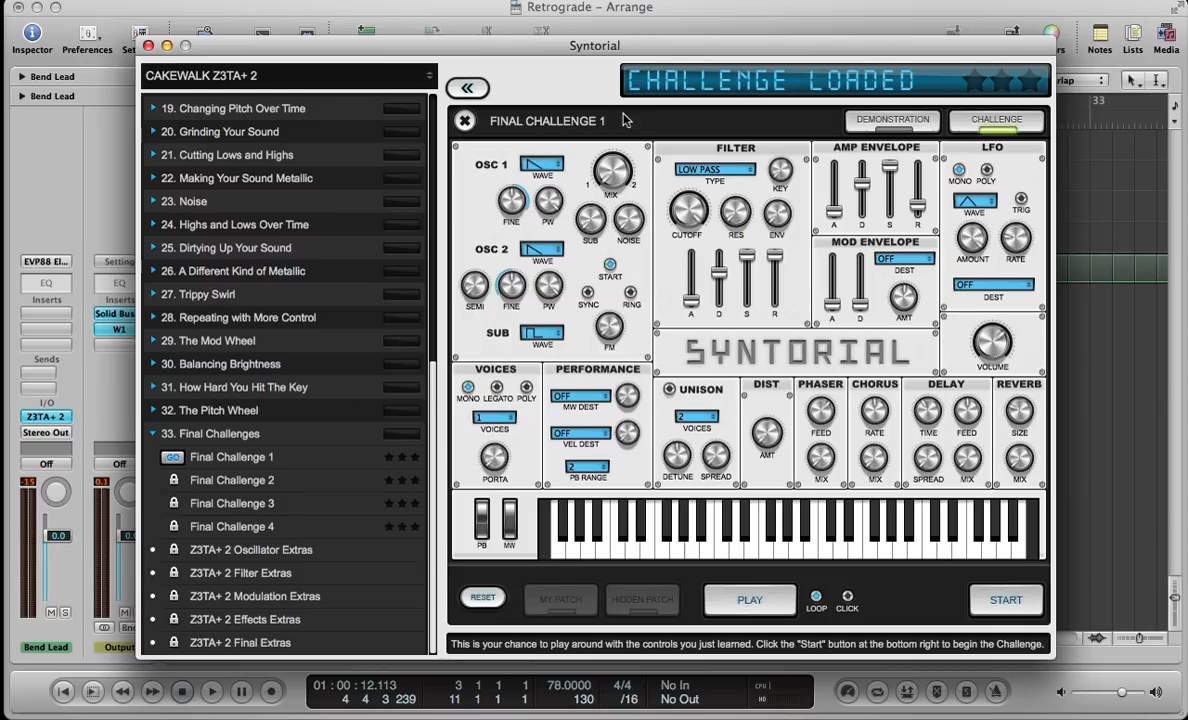 Retrograde - Arrange
Inspector
Preferences
Notes
Lists
Media
Syntorial
Bend Lead
Bend Lead
33
CAKEWALK Z3TA+ 2
CHALLENGE LOADED
FINAL CHALLENGE 1
DEMONSTRATION
CHALLENGE
19. Changing Pitch Over Time
20. Grinding Your Sound
21. Cutting Lows and Highs
22. Making Your Sound Metallic
23. Noise
24. Highs and Lows Over Time
25. Dirtying Up Your Sound
26. A Different Kind of Metallic
27. Trippy Swirl
28. Repeating with More Control
29. The Mod Wheel
30. Balancing Brightness
31. How Hard You Hit The Key
32. The Pitch Wheel
33. Final Challenges
GO Final Challenge 1
Final Challenge 2
Final Challenge 3
Final Challenge 4
Z3TA+ 2 Oscillator Extras
Z3TA+ 2 Filter Extras
Z3TA+ 2 Modulation Extras
Z3TA+ 2 Effects Extras
Z3TA+ 2 Final Extras
OSC 1
WAVE
FINE
PW
1
MIX
2
SUB
NOISE
OSC 2
WAVE
SEMI
FINE
PW
START
SYNC
RING
SUB
WAVE
FM
FILTER
LOW PASS
TYPE
KEY
CUTOFF
RES
ENV
A D S R
AMP ENVELOPE
A D S R
MOD ENVELOPE
OFF
DEST
A D
AMT
LFO
MONO POLY
WAVE
TRIG
AMOUNT
RATE
OFF
DEST
SYNTORIAL
VOLUME
VOICES
MONO LEGATO POLY
1
VOICES
PORTA
PERFORMANCE
OFF
MW DEST
OFF
VEL DEST
2
PB RANGE
UNISON
2
VOICES
DETUNE SPREAD
DIST
AMT
PHASER
FEED
MIX
CHORUS
RATE
MIX
DELAY
TIME FEED
SPREAD MIX
REVERB
SIZE
MIX
PB
MW
RESET
MY PATCH
HIDDEN PATCH
PLAY
LOOP
CLICK
START
This is your chance to play around with the controls you just learned. Click the "Start" button at the bottom right to begin the Challenge.
EVP88 El...
EQ
Inserts
Sends
I/O
Z3TA+ 2
Stereo Out
Off
-15
0.0
M S
Bend Lead
Setting
EQ
Inserts
Solid Bus
W1
Off
0.1
0.0
Output
01 : 00 : 12.113
4 4 3 239
3 1 1 1
11 1 1 1
78.0000
130
4/4
/16
No In
No Out
CPU
HD